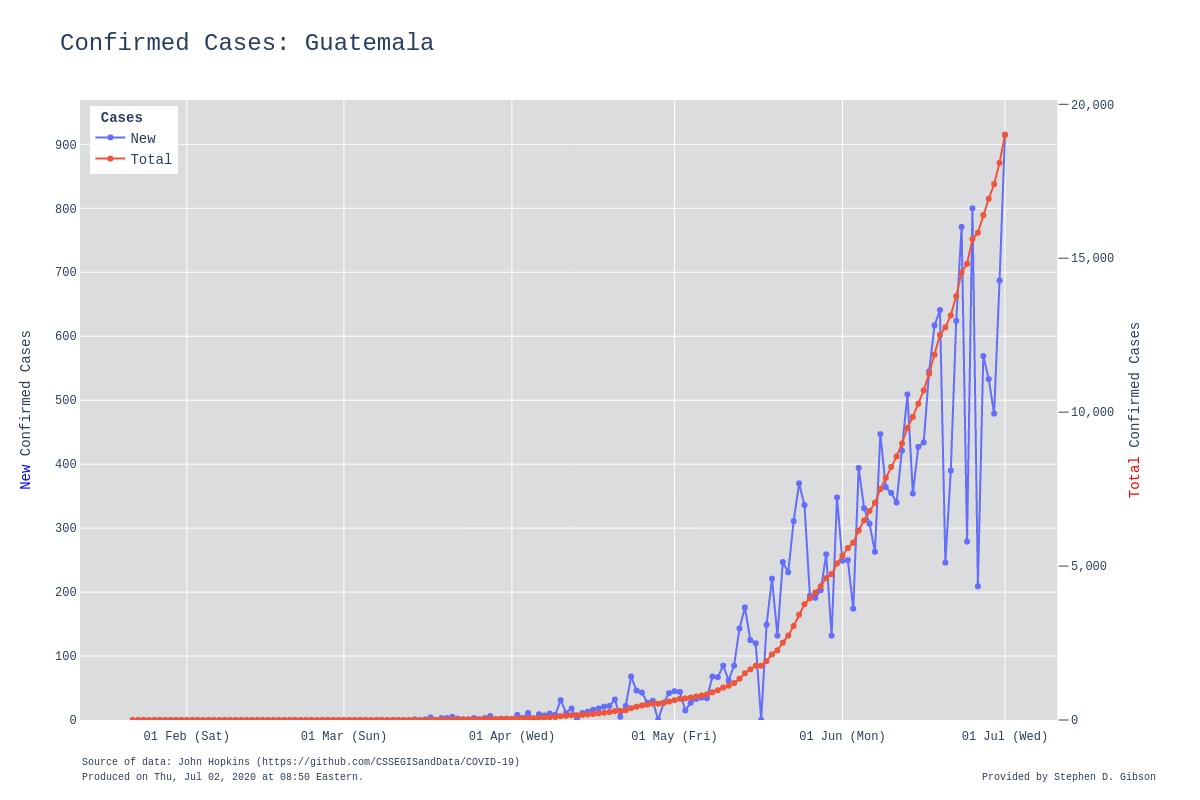 Confirmed Cases: Guatemala
Cases
New
Total
900
800
700
600
500
400
300
200
100
0
New Confirmed Cases
20,000
15,000
10,000
5,000
0
Total Confirmed Cases
01 Feb (Sat)
01 Mar (Sun)
01 Apr (Wed)
01 May (Fri)
01 Jun (Mon)
01 Jul (Wed)
Source of data: John Hopkins (https://github.com/CSSEGISandData/COVID-19)
Produced on Thu, Jul 02, 2020 at 08:50 Eastern.
Provided by Stephen D. Gibson